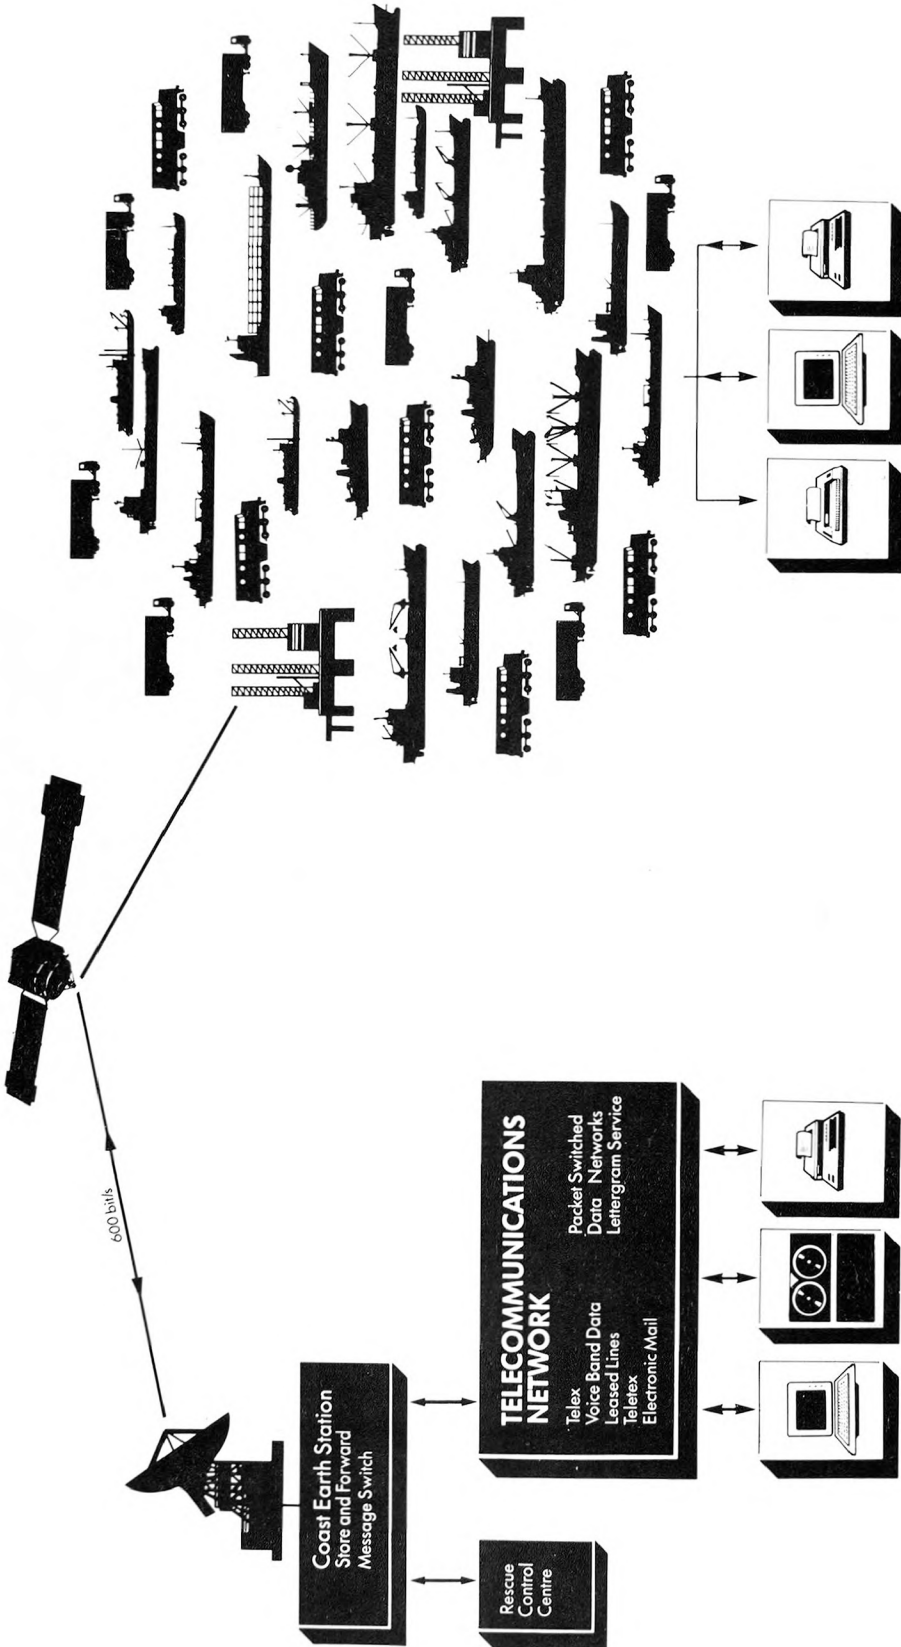 600 bit/s
Coast Earth Station
Store and Forward
Message Switch
Rescue
Control
Centre
TELECOMMUNICATIONS
NETWORK
Telex
Voice Band Data
Leased Lines
Teletex
Electronic Mail
Packet Switched
Data Networks
Lettergram Service